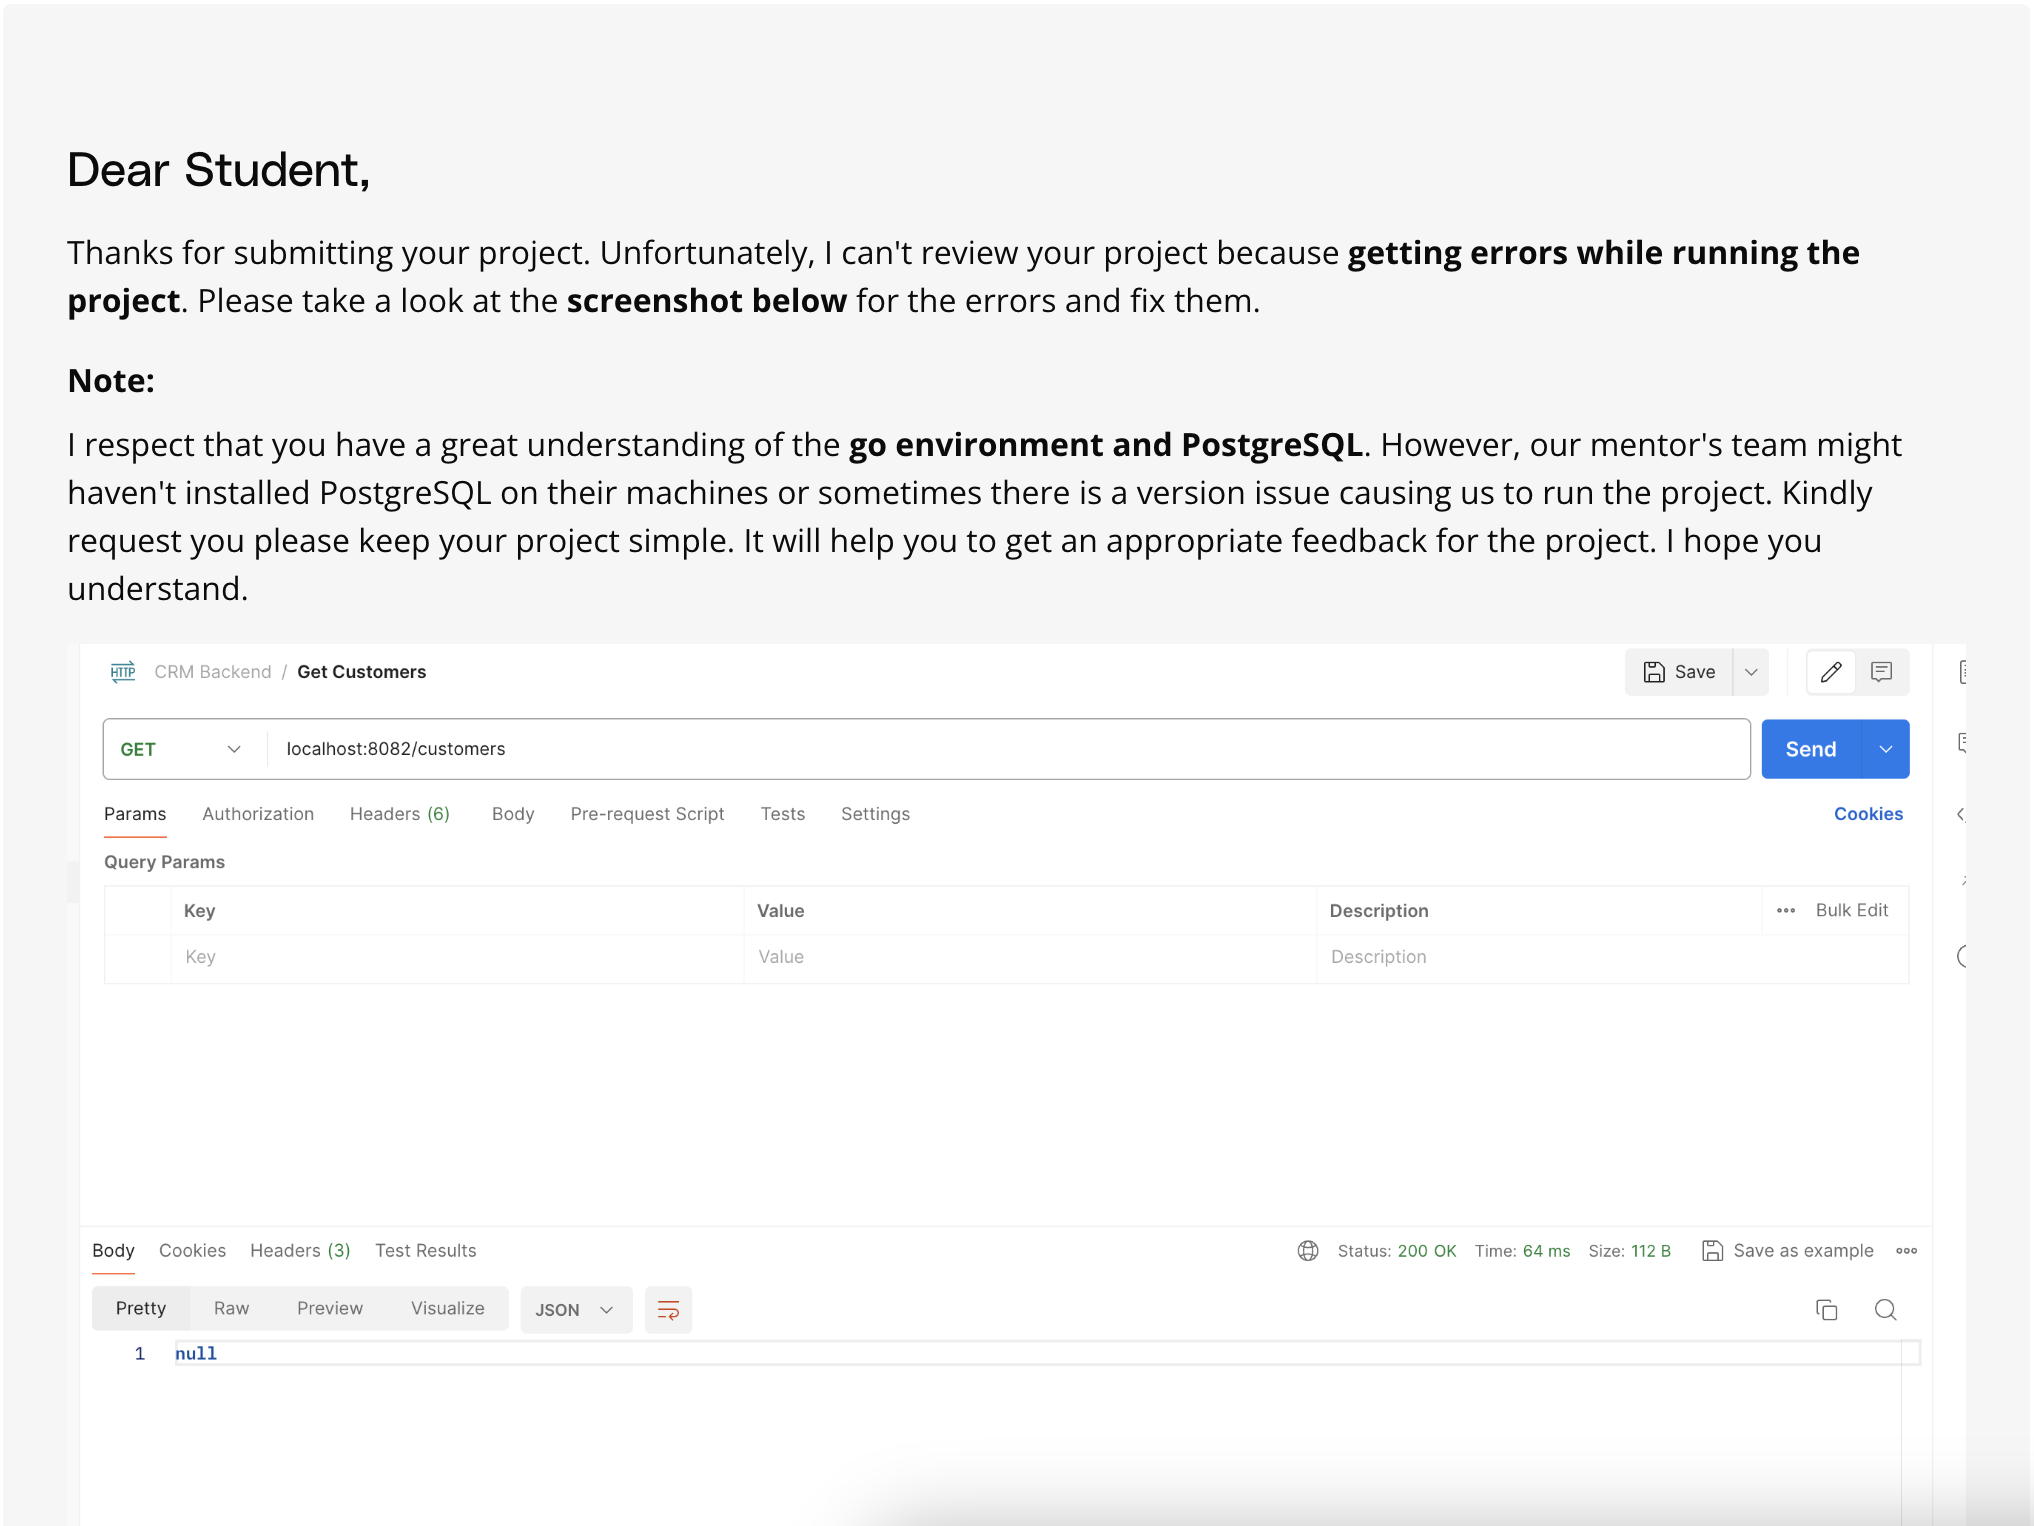 Dear Student,
Thanks for submitting your project. Unfortunately, I can't review your project because getting errors while running the
project. Please take a look at the screenshot below for the errors and fix them.
Note:
I respect that you have a great understanding of the go environment and PostgreSQL. However, our mentor's team might
haven't installed PostgreSQL on their machines or sometimes there is a version issue causing us to run the project. Kindly
request you please keep your project simple. It will help you to get an appropriate feedback for the project. I hope you
understand.
HTTP CRM Backend / Get Customers Save
GET localhost:8082/customers Send
Params Authorization Headers (6) Body Pre-request Script Tests Settings Cookies
Query Params
Key Value Description Bulk Edit
Key Value Description
Body Cookies Headers (3) Test Results Status: 200 OK Time: 64 ms Size: 112 B Save as example
Pretty Raw Preview Visualize JSON
1 null